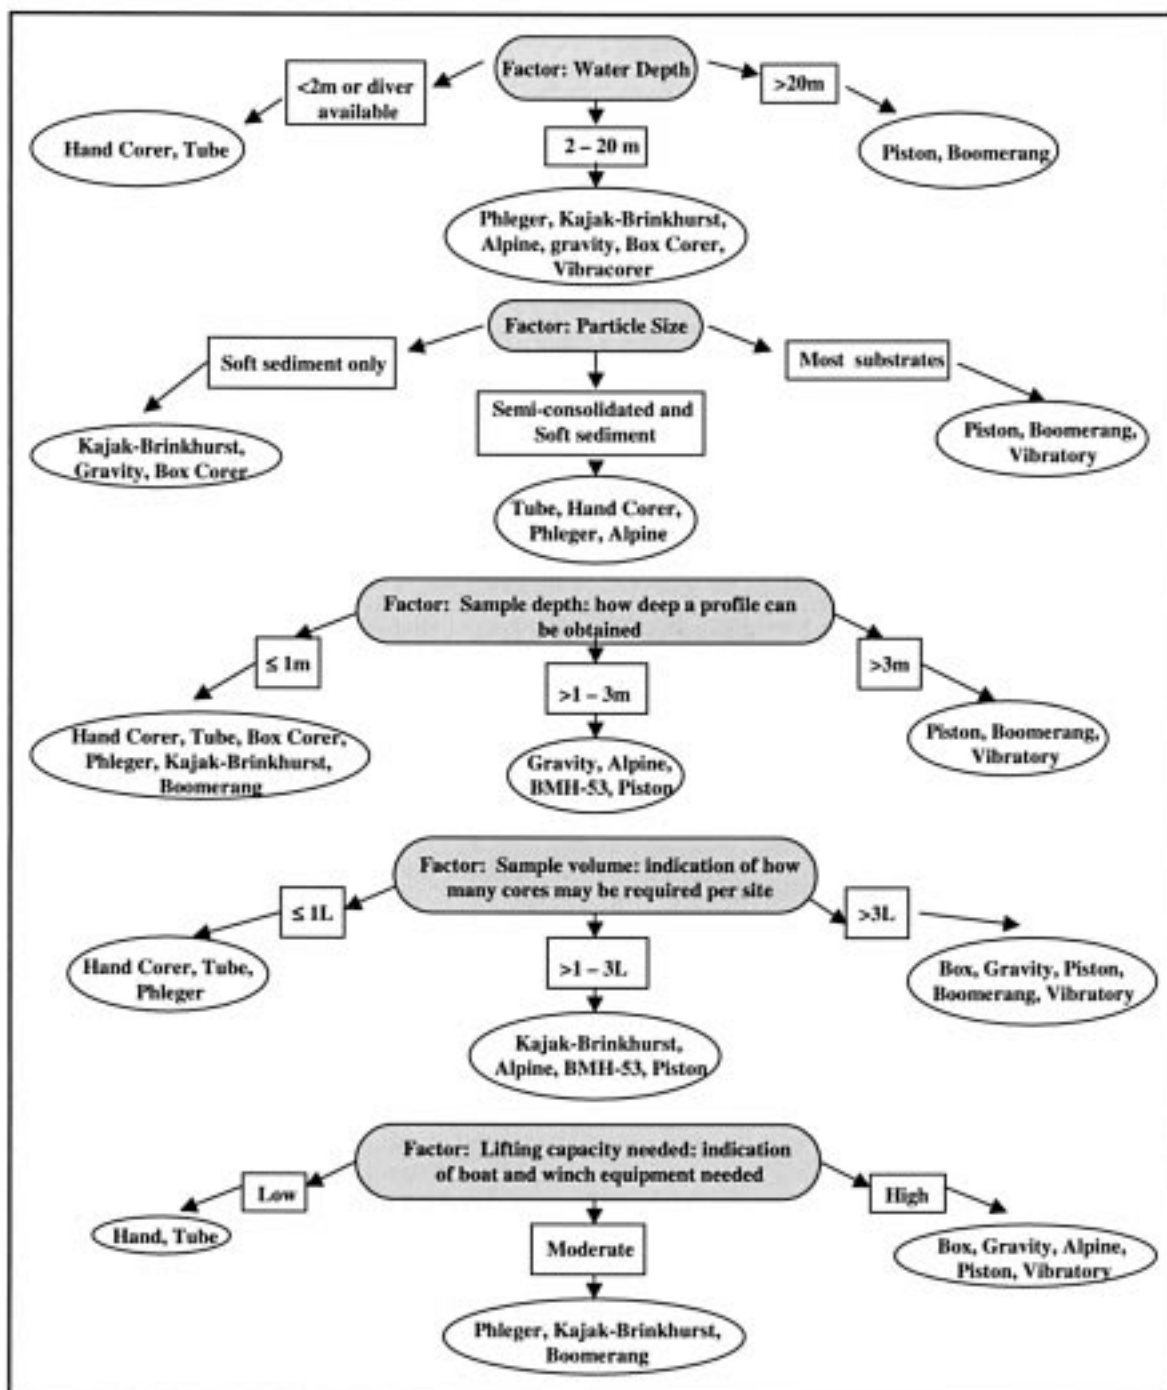 Factor: Water Depth
<2m or diver
available
>20m
Hand Corer, Tube
2 – 20 m
Piston, Boomerang
Phleger, Kajak-Brinkhurst,
Alpine, gravity, Box Corer,
Vibracorer
Factor: Particle Size
Soft sediment only
Most substrates
Semi-consolidated and
Soft sediment
Kajak-Brinkhurst,
Gravity, Box Corer
Piston, Boomerang,
Vibratory
Tube, Hand Corer,
Phleger, Alpine
Factor: Sample depth: how deep a profile can
be obtained
≤ 1m
>1 – 3m
>3m
Hand Corer, Tube, Box Corer,
Phleger, Kajak-Brinkhurst,
Boomerang
Gravity, Alpine,
BMH-53, Piston
Piston, Boomerang,
Vibratory
Factor: Sample volume: indication of how
many cores may be required per site
≤ 1L
>1 – 3L
>3L
Hand Corer, Tube,
Phleger
Box, Gravity, Piston,
Boomerang, Vibratory
Kajak-Brinkhurst,
Alpine, BMH-53, Piston
Factor: Lifting capacity needed: indication
of boat and winch equipment needed
Low
High
Moderate
Hand, Tube
Box, Gravity, Alpine,
Piston, Vibratory
Phleger, Kajak-Brinkhurst,
Boomerang